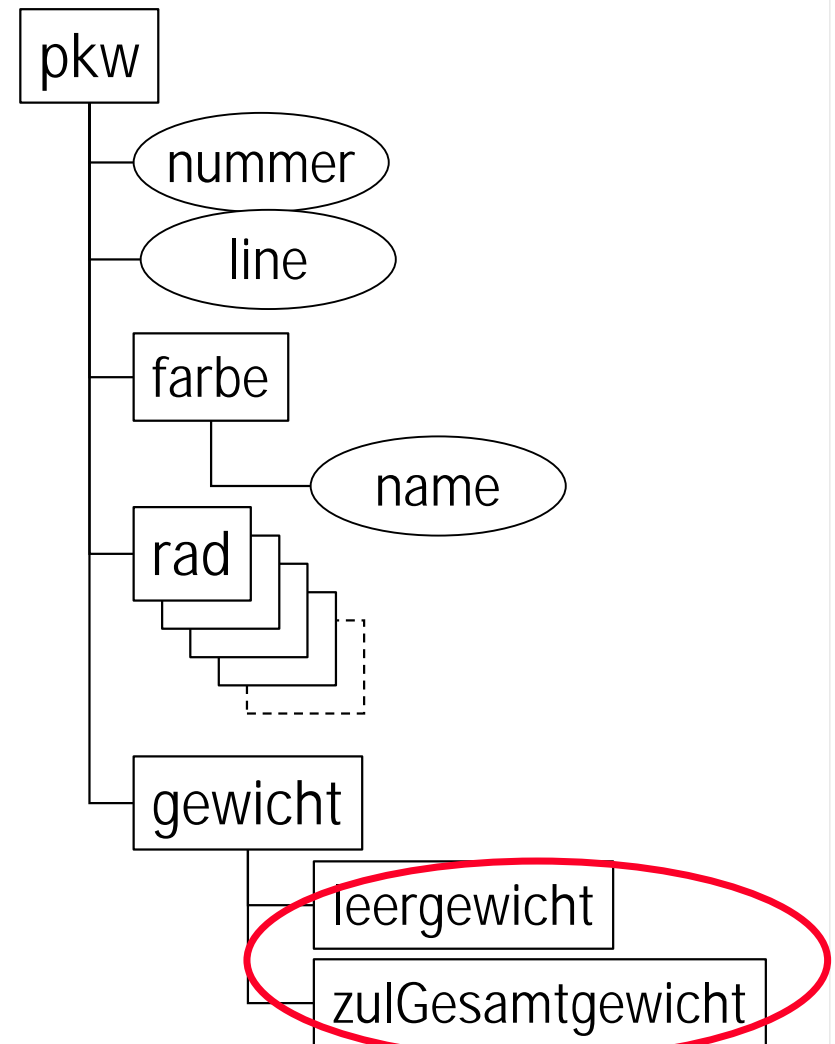 pkw
nummer
line
farbe
name
rad
gewicht
leergewicht
zulGesamtgewicht